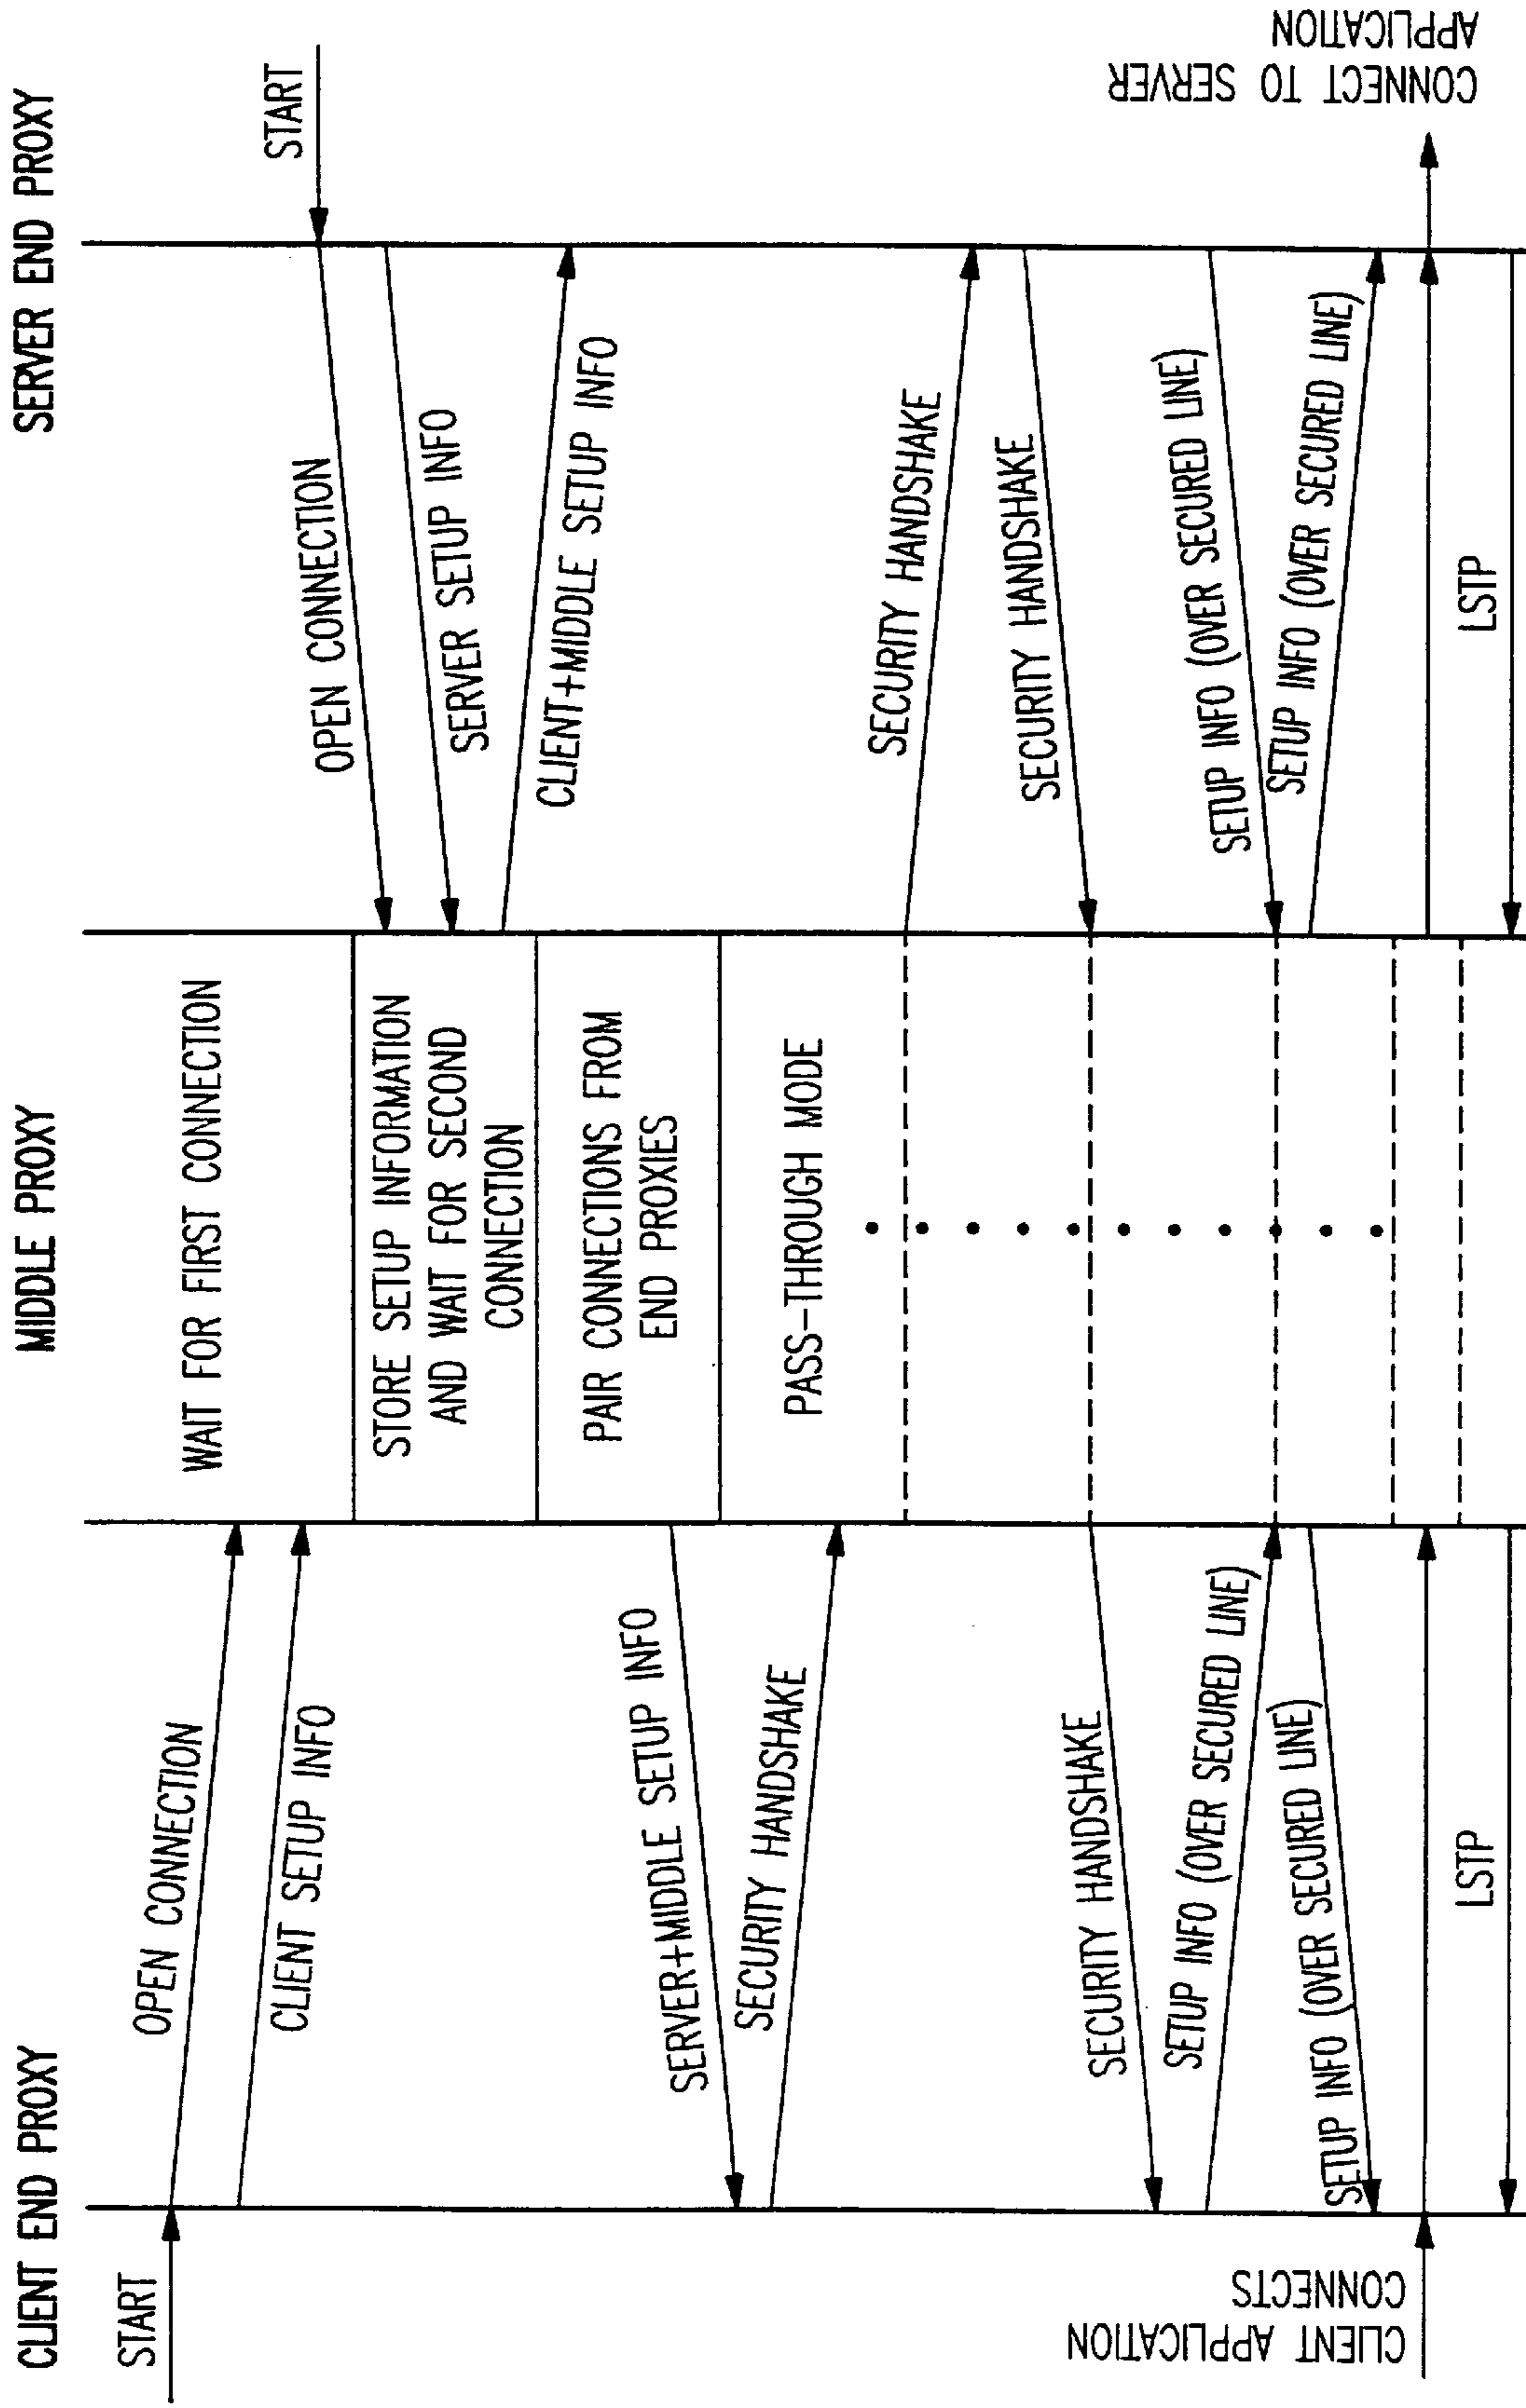 CLIENT END PROXY
MIDDLE PROXY
SERVER END PROXY
START
OPEN CONNECTION
CLIENT SETUP INFO
WAIT FOR FIRST CONNECTION
START
OPEN CONNECTION
SERVER SETUP INFO
STORE SETUP INFORMATION
AND WAIT FOR SECOND
CONNECTION
CLIENT+MIDDLE SETUP INFO
PAIR CONNECTIONS FROM
END PROXIES
SERVER+MIDDLE SETUP INFO
SECURITY HANDSHAKE
PASS-THROUGH MODE
SECURITY HANDSHAKE
SECURITY HANDSHAKE
SECURITY HANDSHAKE
SETUP INFO (OVER SECURED LINE)
SETUP INFO (OVER SECURED LINE)
SETUP INFO (OVER SECURED LINE)
SETUP INFO (OVER SECURED LINE)
CLIENT APPLICATION
CONNECTS
CONNECT TO SERVER
APPLICATION
LSTP
LSTP